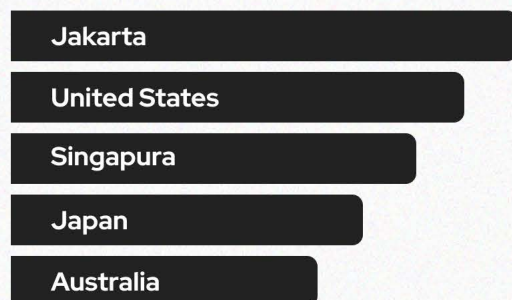 Jakarta
United States
Singapura
Japan
Australia